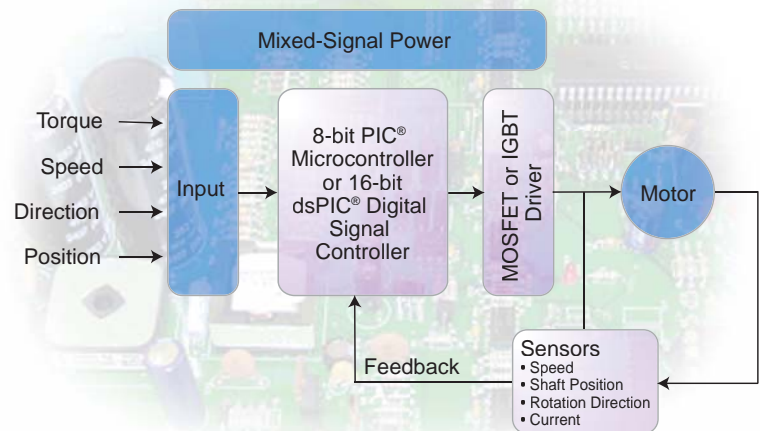 Mixed-Signal Power
Torque
Speed
Direction
Position
Input
8-bit PIC®
Microcontroller
or 16-bit
dsPIC® Digital
Signal
Controller
MOSFET or IGBT
Driver
Motor
Feedback
Sensors
• Speed
• Shaft Position
• Rotation Direction
• Current